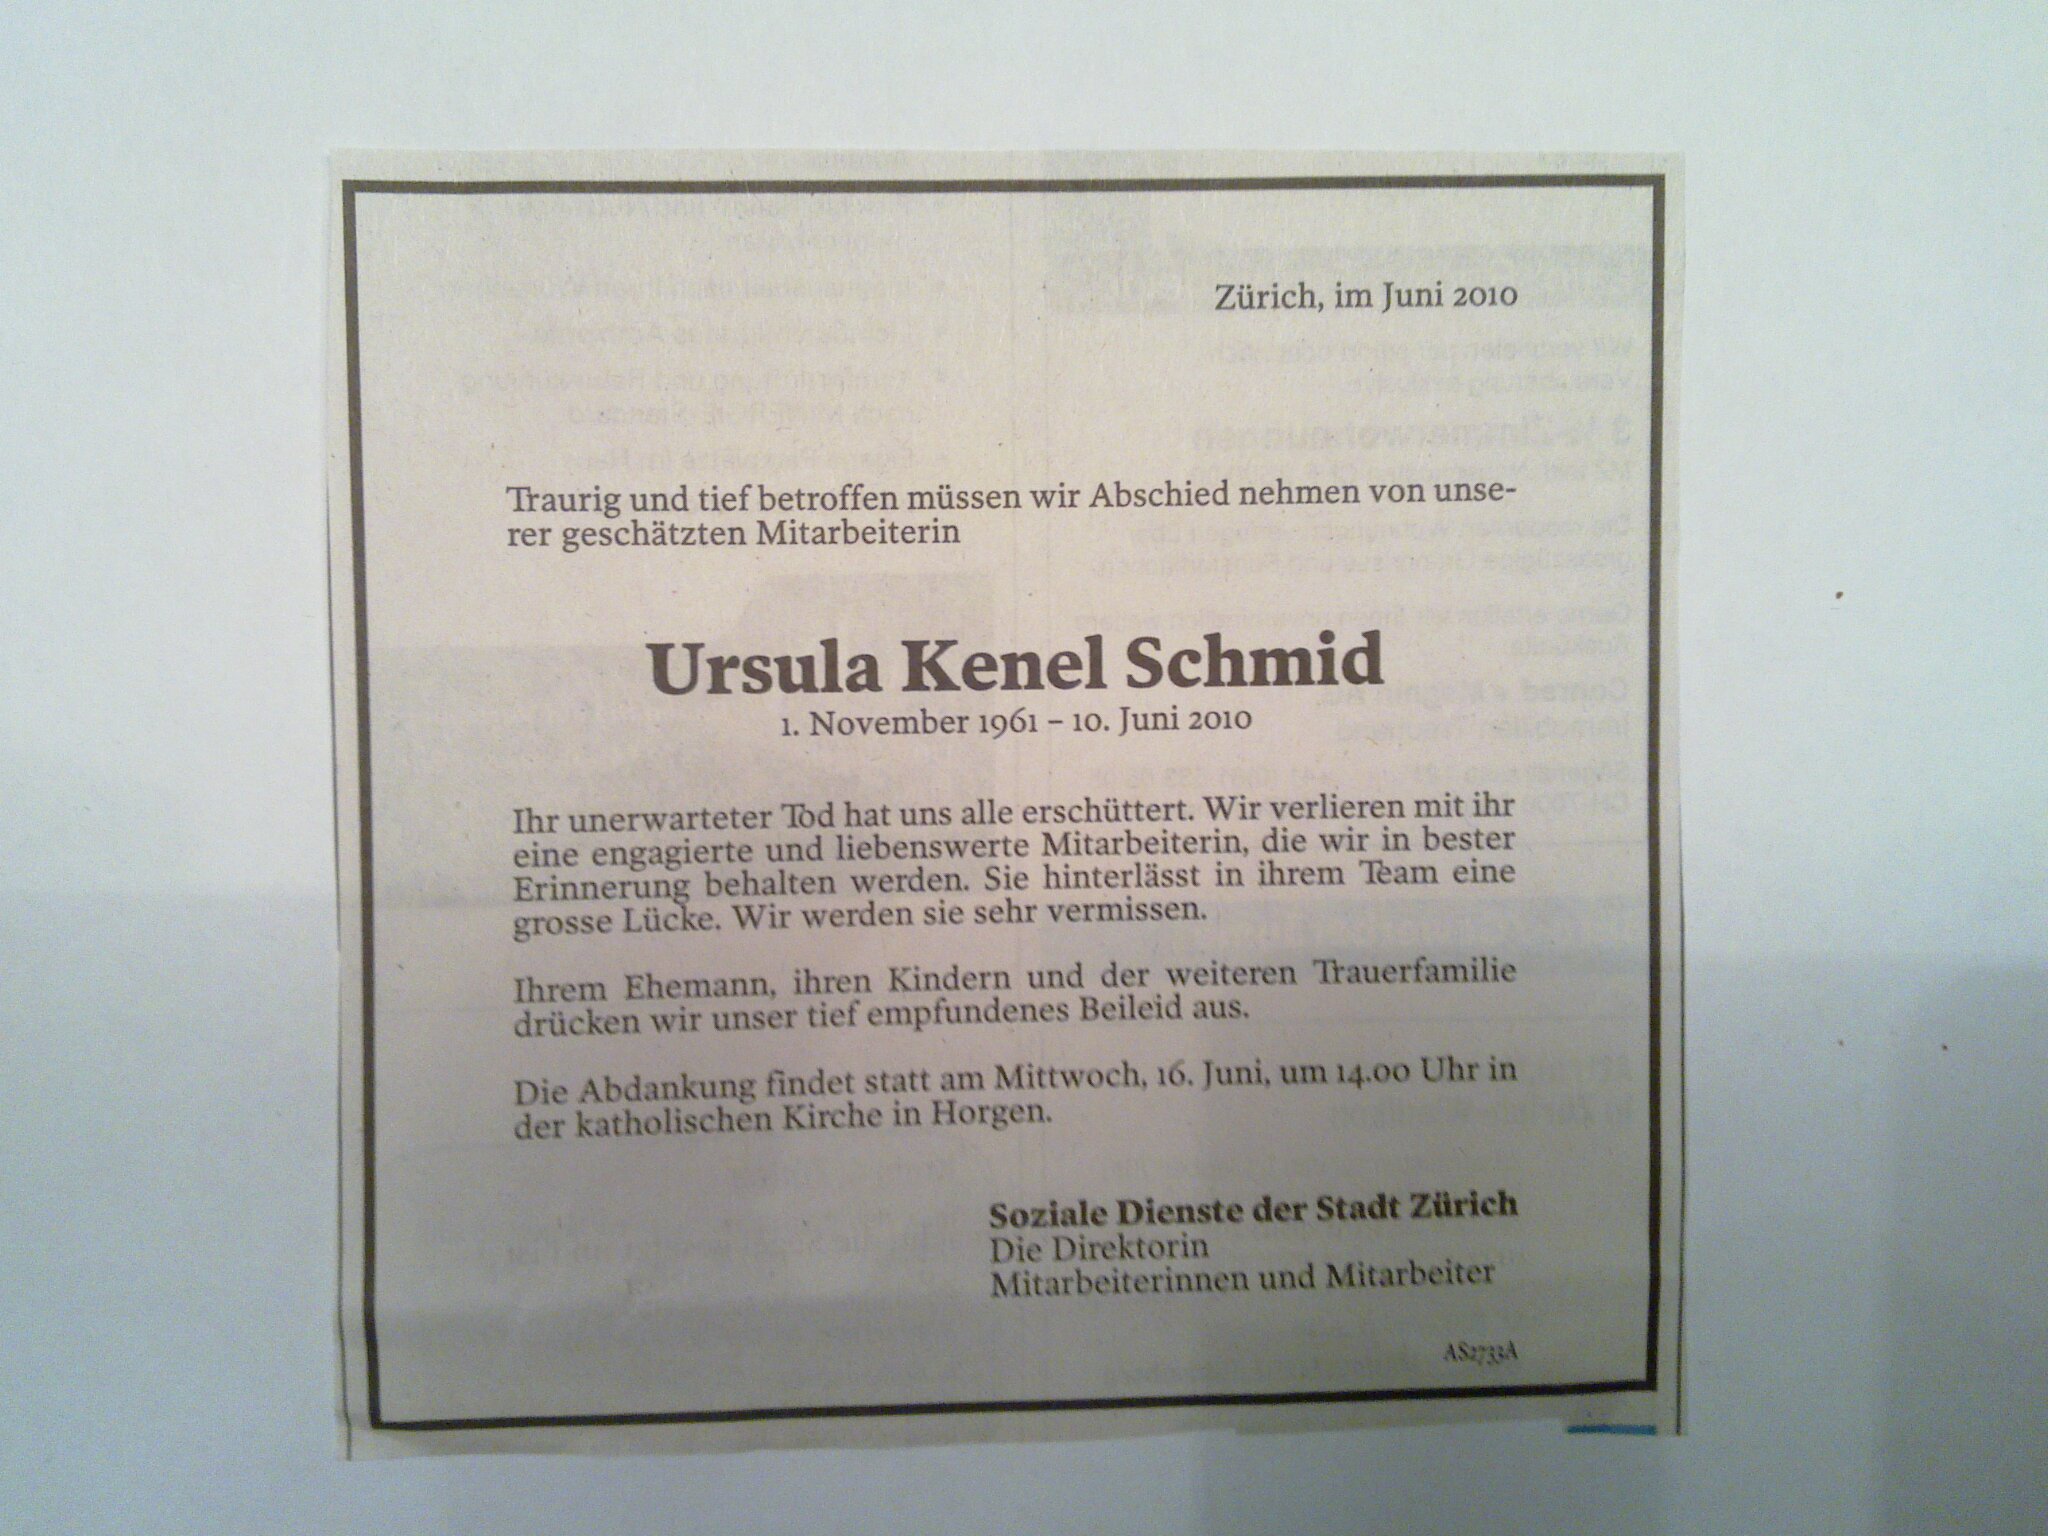 Zürich, im Juni 2010
Traurig und tief betroffen müssen wir Abschied nehmen von unse-
rer geschätzten Mitarbeiterin
Ursula Kenel Schmid
1. November 1961 – 10. Juni 2010
Ihr unerwarteter Tod hat uns alle erschüttert. Wir verlieren mit ihr
eine engagierte und liebenswerte Mitarbeiterin, die wir in bester
Erinnerung behalten werden. Sie hinterlässt in ihrem Team eine
grosse Lücke. Wir werden sie sehr vermissen.
Ihrem Ehemann, ihren Kindern und der weiteren Trauerfamilie
drücken wir unser tief empfundenes Beileid aus.
Die Abdankung findet statt am Mittwoch, 16. Juni, um 14.00 Uhr in
der katholischen Kirche in Horgen.
Soziale Dienste der Stadt Zürich
Die Direktorin
Mitarbeiterinnen und Mitarbeiter
AS2733A